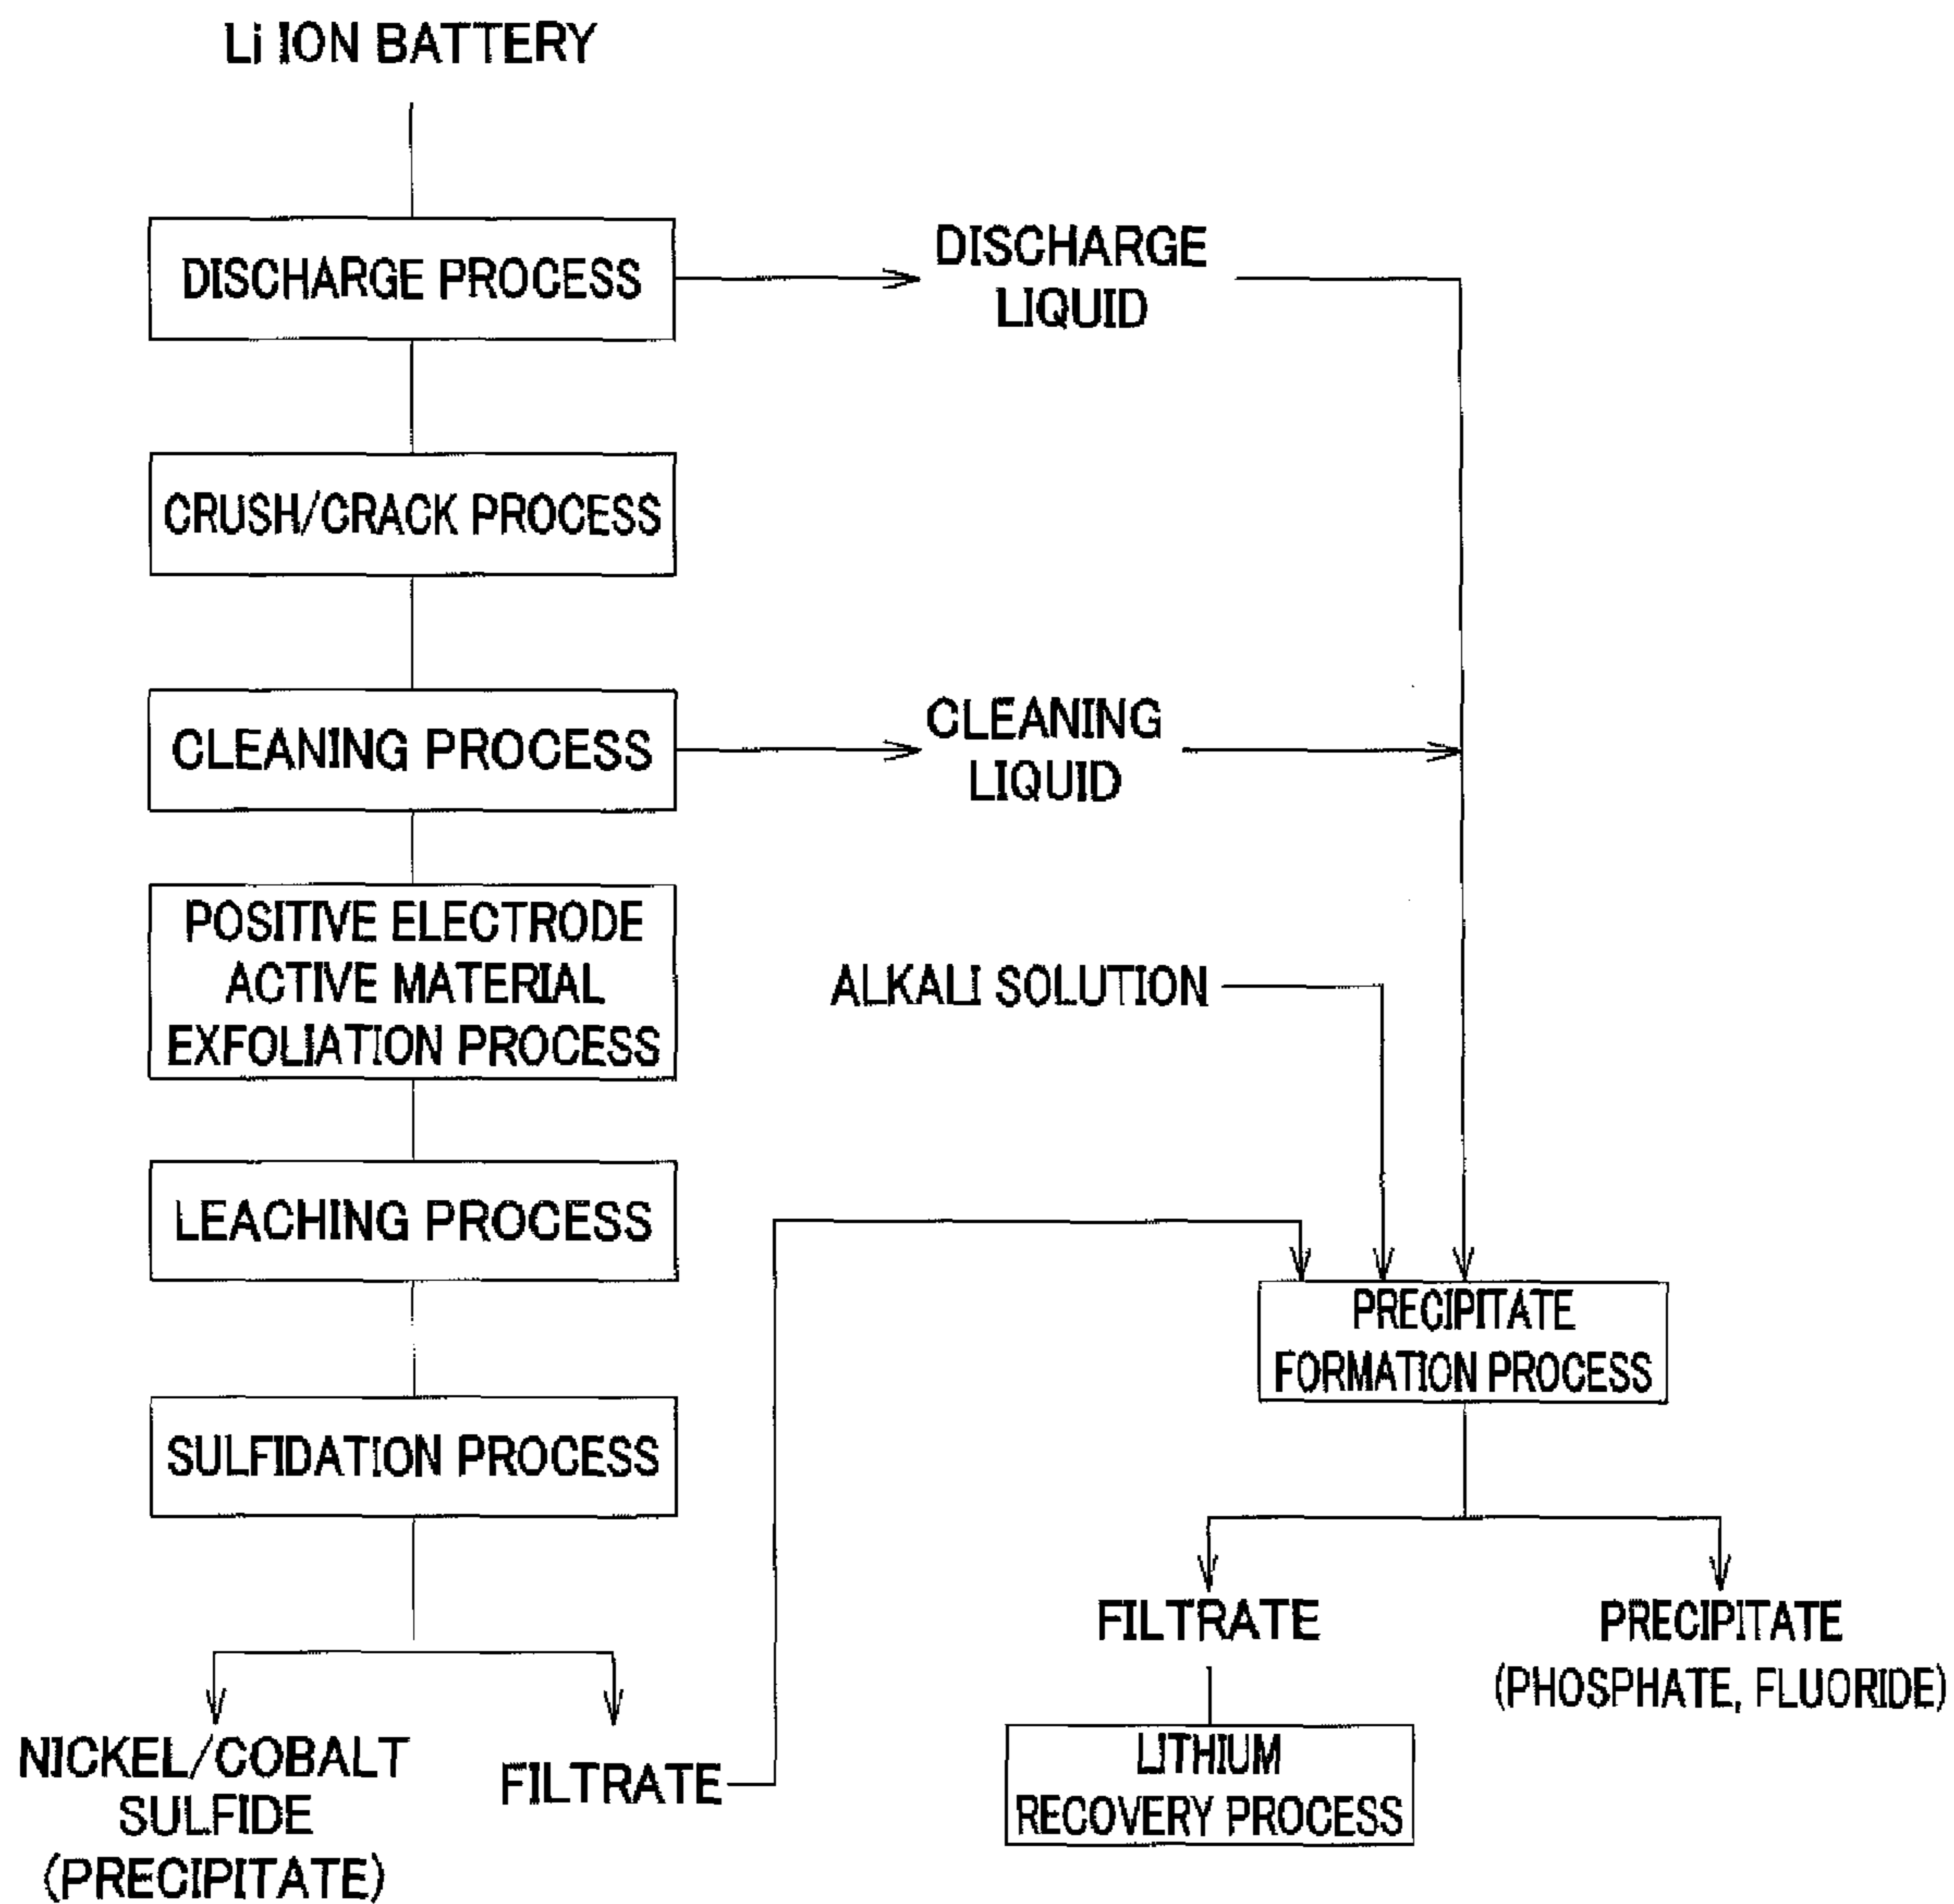 Li ION BATTERY
DISCHARGE PROCESS
DISCHARGE
LIQUID
CRUSH/CRACK PROCESS
CLEANING PROCESS
CLEANING
LIQUID
POSITIVE ELECTRODE
ACTIVE MATERIAL
EXFOLIATION PROCESS
ALKALI SOLUTION
LEACHING PROCESS
PRECIPITATE
FORMATION PROCESS
SULFIDATION PROCESS
FILTRATE
PRECIPITATE
(PHOSPHATE, FLUORIDE)
NICKEL/COBALT
SULFIDE
(PRECIPITATE)
FILTRATE
LITHIUM
RECOVERY PROCESS